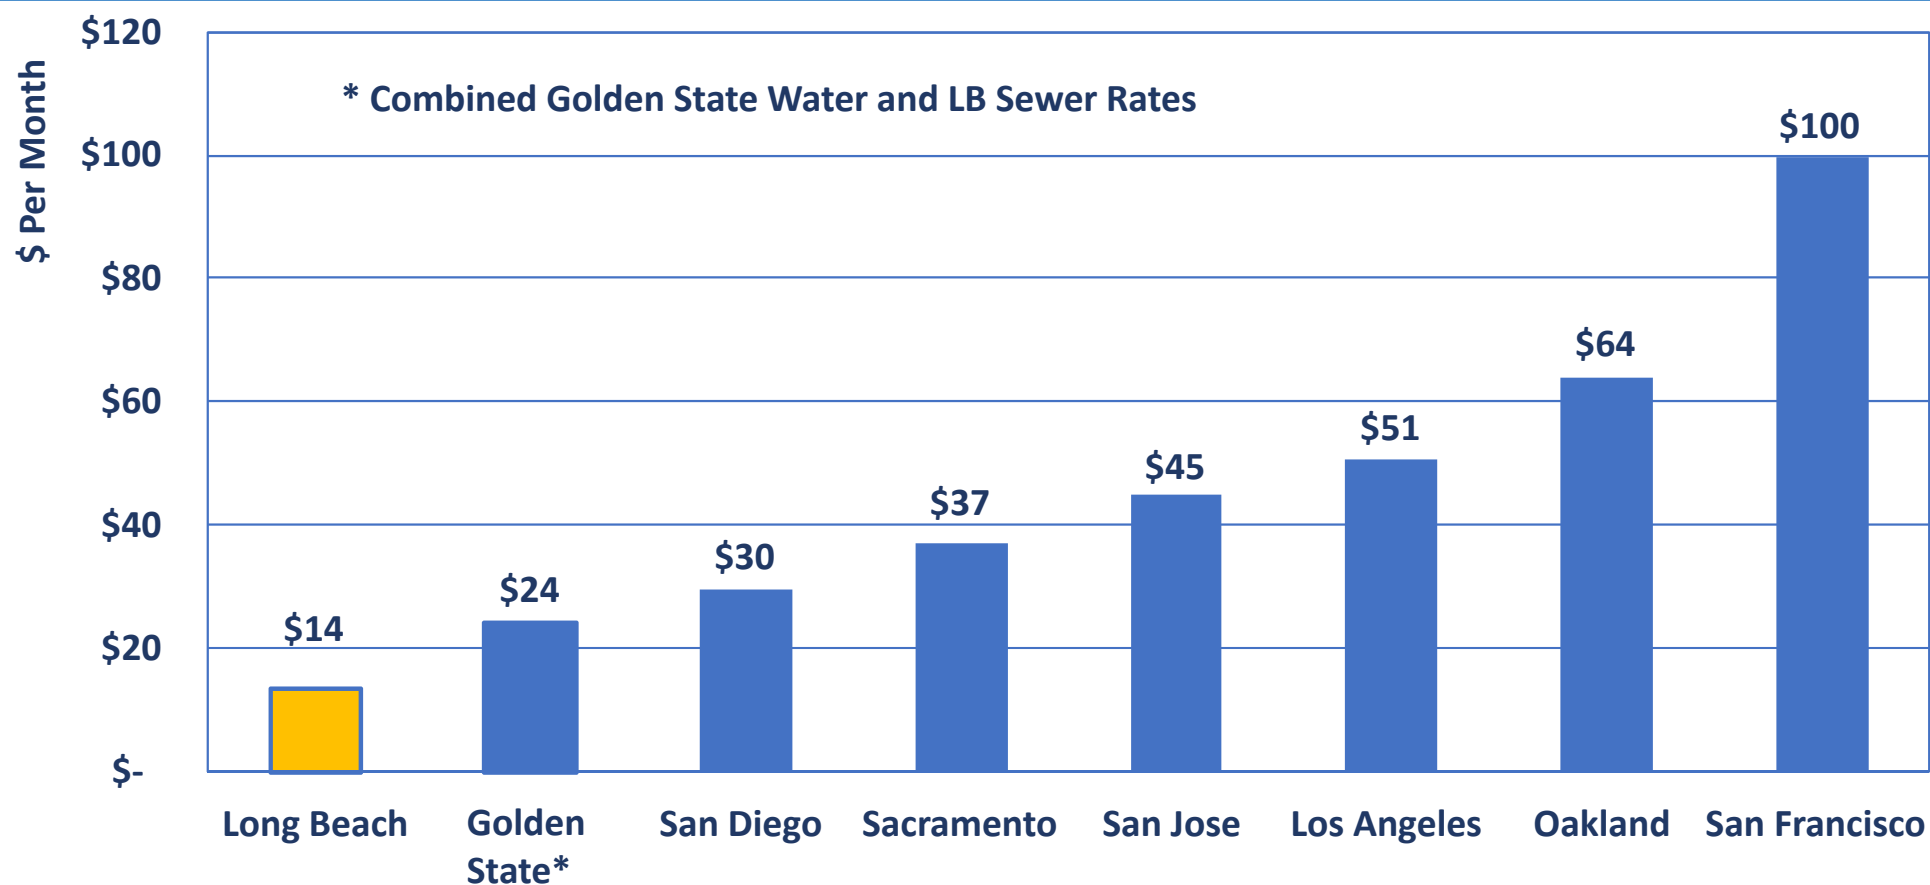 $ Per Month
$120
$100
$80
$60
$40
$20
$-
* Combined Golden State Water and LB Sewer Rates
$14
$24
$30
$37
$45
$51
$64
$100
Long Beach
Golden
State*
San Diego
Sacramento
San Jose
Los Angeles
Oakland
San Francisco